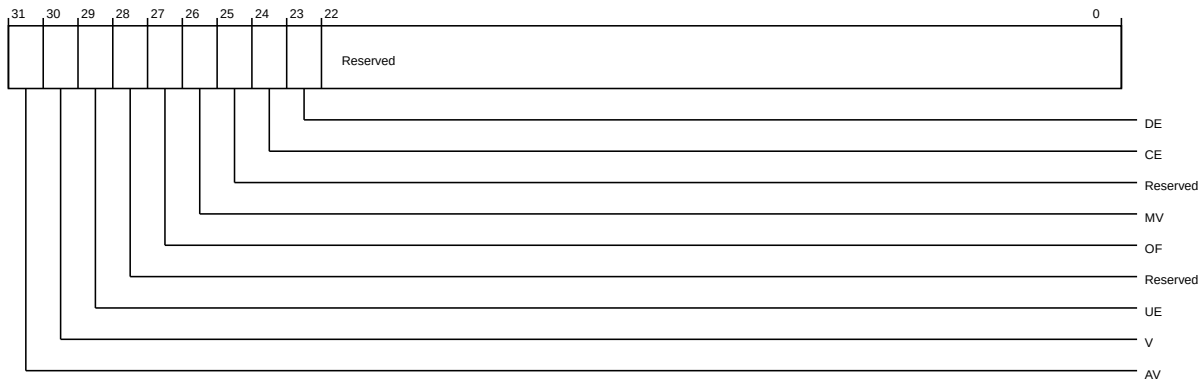 31 30 29 28 27 26 25 24 23 22 0
Reserved
DE
CE
Reserved
MV
OF
Reserved
UE
V
AV